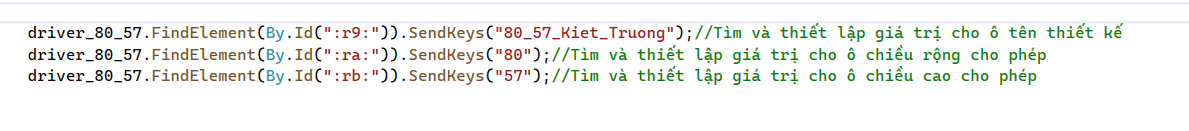 driver_80_57.FindElement(By.Id(":r9:")).SendKeys("80_57_Kiet_Truong");//Tìm và thiết lập giá trị cho ô tên thiết kế
driver_80_57.FindElement(By.Id(":ra:")).SendKeys("80");//Tìm và thiết lập giá trị cho ô chiều rộng cho phép
driver_80_57.FindElement(By.Id(":rb:")).SendKeys("57");//Tìm và thiết lập giá trị cho ô chiều cao cho phép